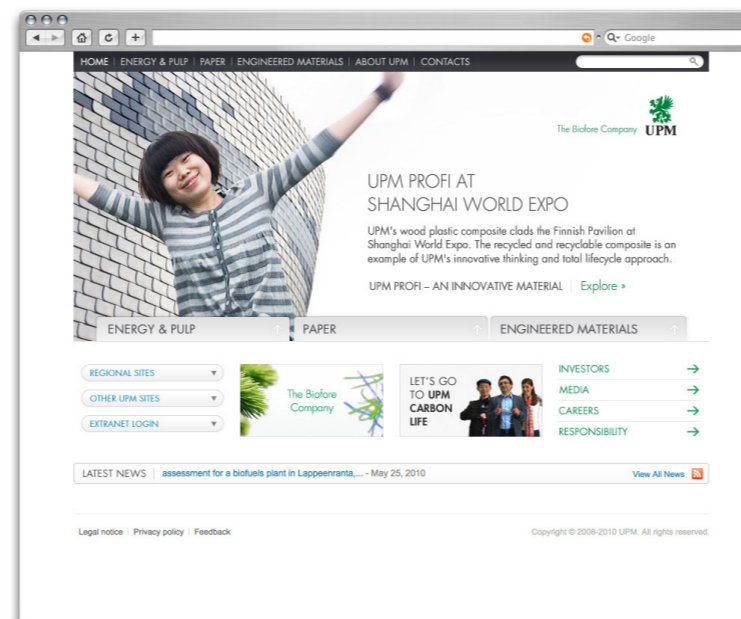 Google
HOME | ENERGY & PULP | PAPER | ENGINEERED MATERIALS | ABOUT UPM | CONTACTS
The Biofore Company UPM
UPM PROFI AT
SHANGHAI WORLD EXPO
UPM's wood plastic composite clads the Finnish Pavilion at
Shanghai World Expo. The recycled and recyclable composite is an
example of UPM's innovative thinking and total lifecycle approach.
UPM PROFI – AN INNOVATIVE MATERIAL | Explore
ENERGY & PULP
PAPER
ENGINEERED MATERIALS
REGIONAL SITES
OTHER UPM SITES
EXTRANET LOGIN
The Biofore
Company
LET'S GO
TO UPM
CARBON
LIFE
INVESTORS
MEDIA
CAREERS
RESPONSIBILITY
LATEST NEWS | assessment for a biofuels plant in Lappeenranta,... - May 25, 2010
View All News
Legal notice | Privacy policy | Feedback
Copyright © 2008-2010 UPM. All rights reserved.